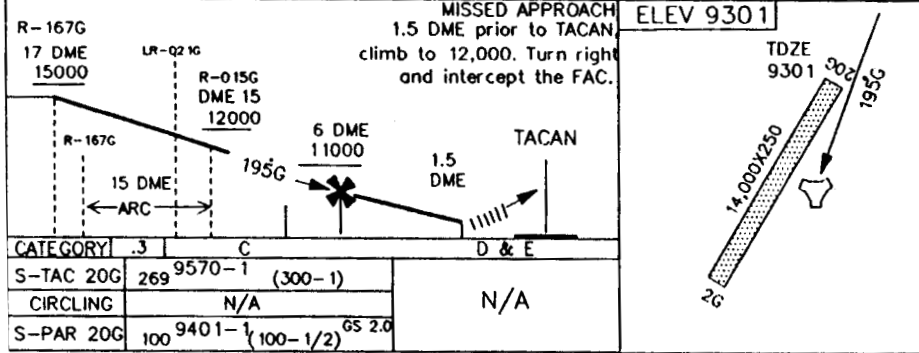 MISSED APPROACH
1.5 DME prior to TACAN,
climb to 12,000. Turn right
and intercept the FAC.
R-167G
17 DME
15000
LR-021G
R-015G
DME 15
12000
R-167G
15 DME
ARC
195°G
6 DME
11000
1.5
DME
TACAN
CATEGORY .3 C D & E
S-TAC 20G 269 9570-1 (300-1)
CIRCLING N/A
S-PAR 20G 100 9401-1 (100-1/2) GS 2.0
N/A
ELEV 9301
TDZE
9301
20G
195°G
14,000X250
2G